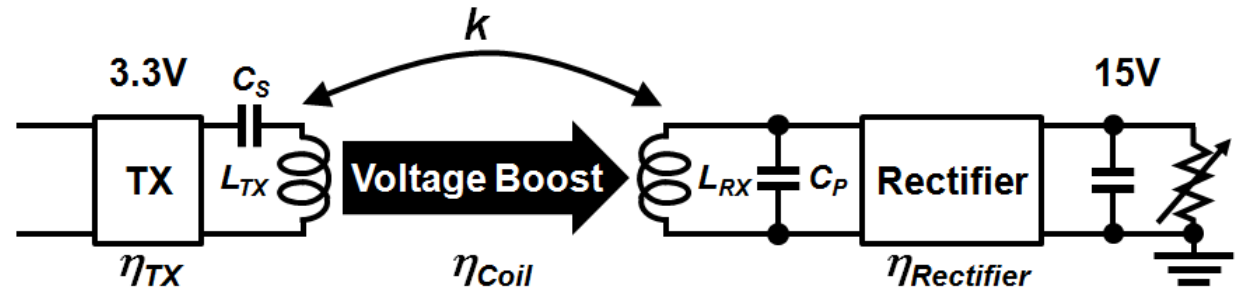 k
3.3V
C_S
15V
TX
L_TX
Voltage Boost
L_RX
C_P
Rectifier
η_TX
η_Coil
η_Rectifier